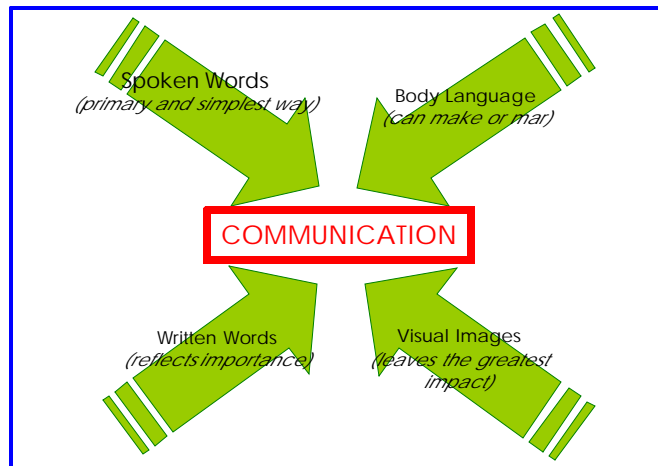 Spoken Words
(primary and simplest way)
Body Language
(can make or mar)
COMMUNICATION
Written Words
(reflects importance)
Visual Images
(leaves the greatest
impact)